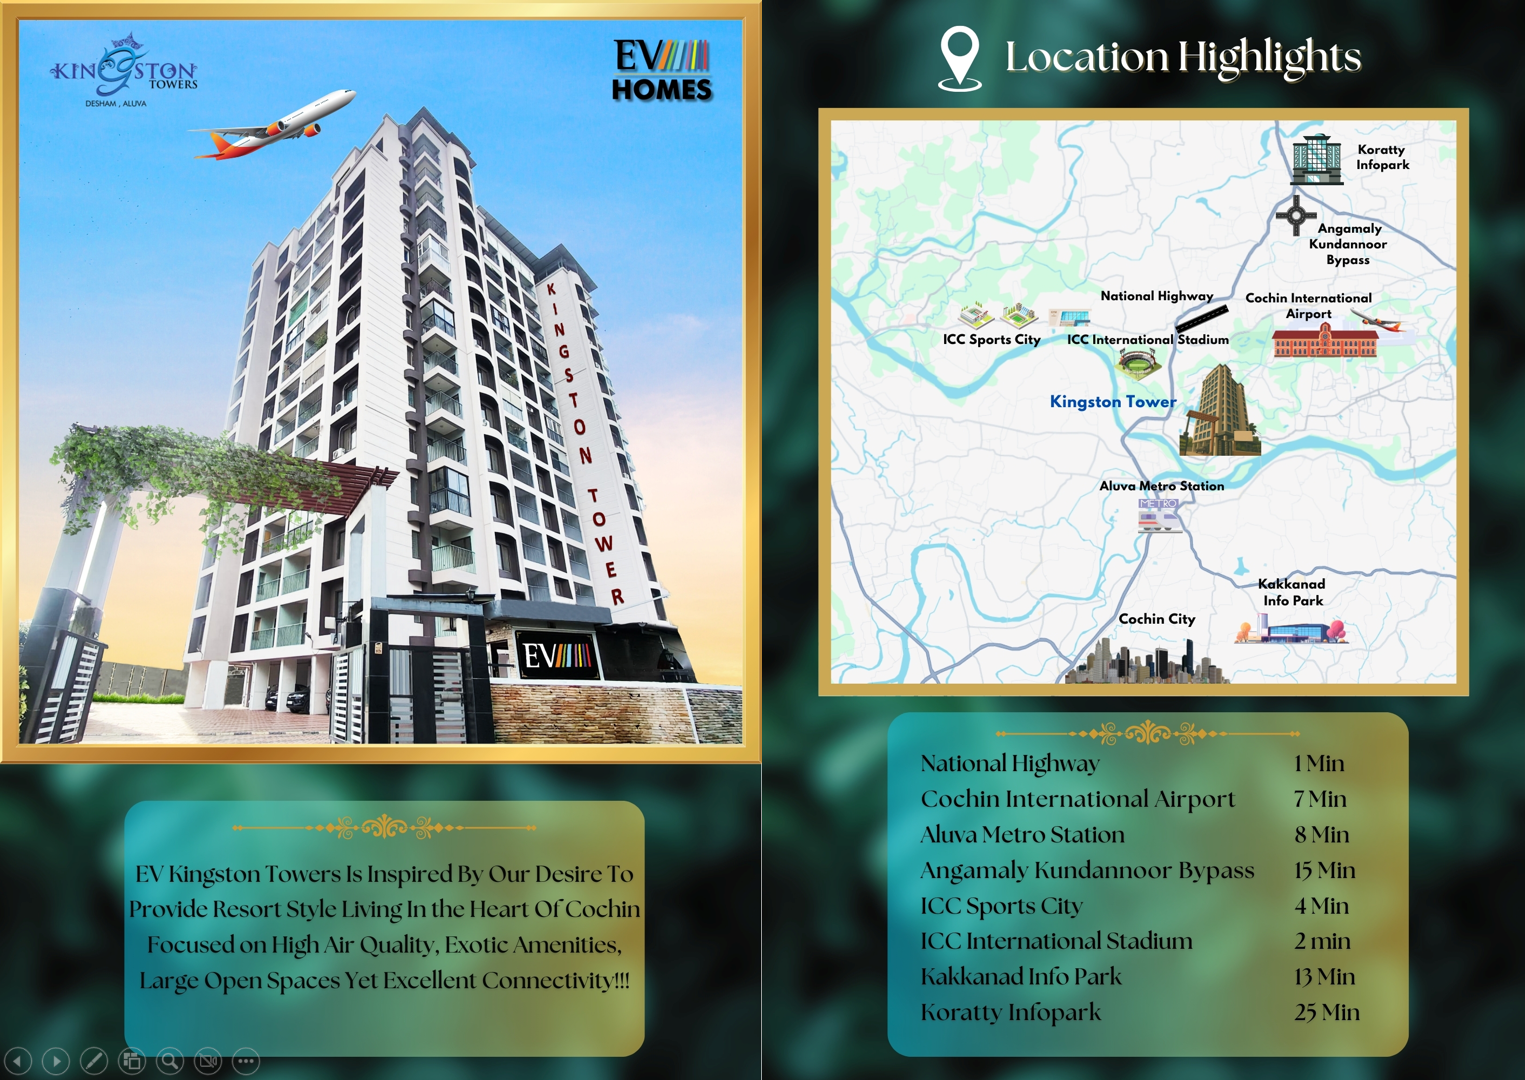 KINGSTON
TOWERS
DESHAM , ALUVA
EV
HOMES
KINGSTON TOWER
EV
EV Kingston Towers Is Inspired By Our Desire To
Provide Resort Style Living In the Heart Of Cochin
Focused on High Air Quality, Exotic Amenities,
Large Open Spaces Yet Excellent Connectivity!!!
Location Highlights
Koratty
Infopark
Angamaly
Kundannoor
Bypass
National Highway
Cochin International
Airport
ICC Sports City
ICC International Stadium
Kingston Tower
Aluva Metro Station
METRO
Kakkanad
Info Park
Cochin City
National Highway 1 Min
Cochin International Airport 7 Min
Aluva Metro Station 8 Min
Angamaly Kundannoor Bypass 15 Min
ICC Sports City 4 Min
ICC International Stadium 2 min
Kakkanad Info Park 13 Min
Koratty Infopark 25 Min